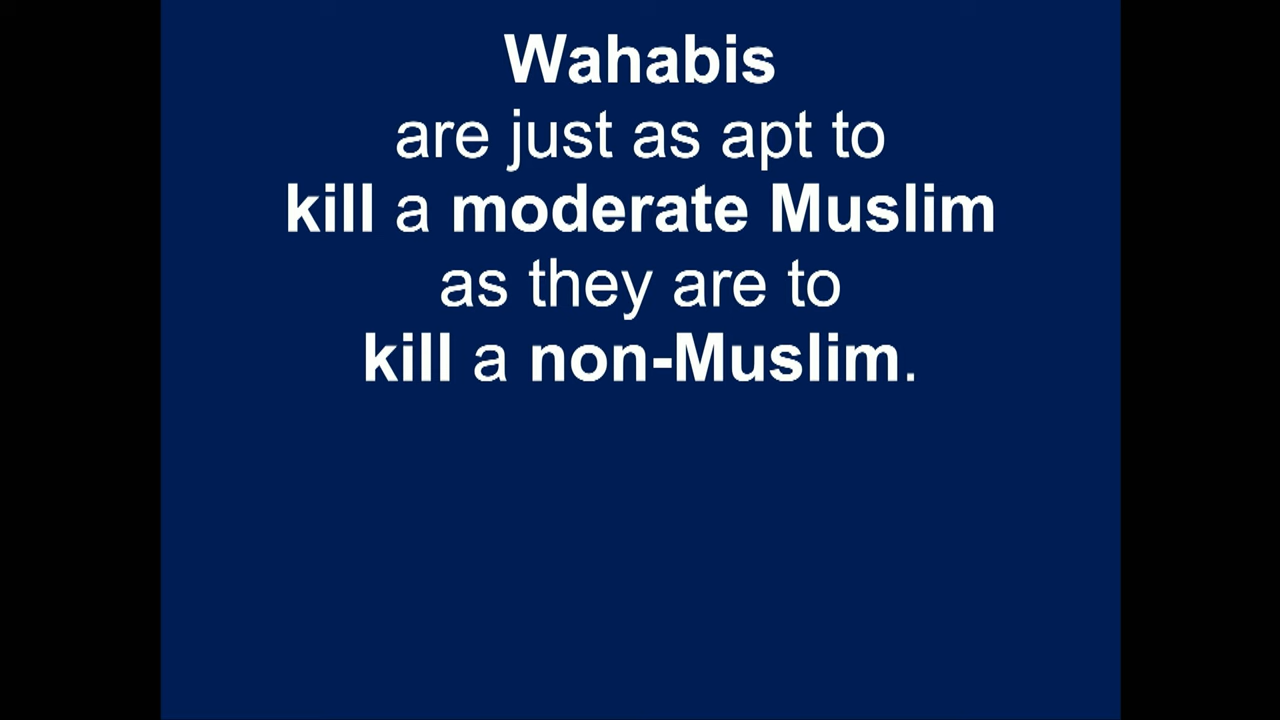 Wahabis
are just as apt to
kill a moderate Muslim
as they are to
kill a non-Muslim.